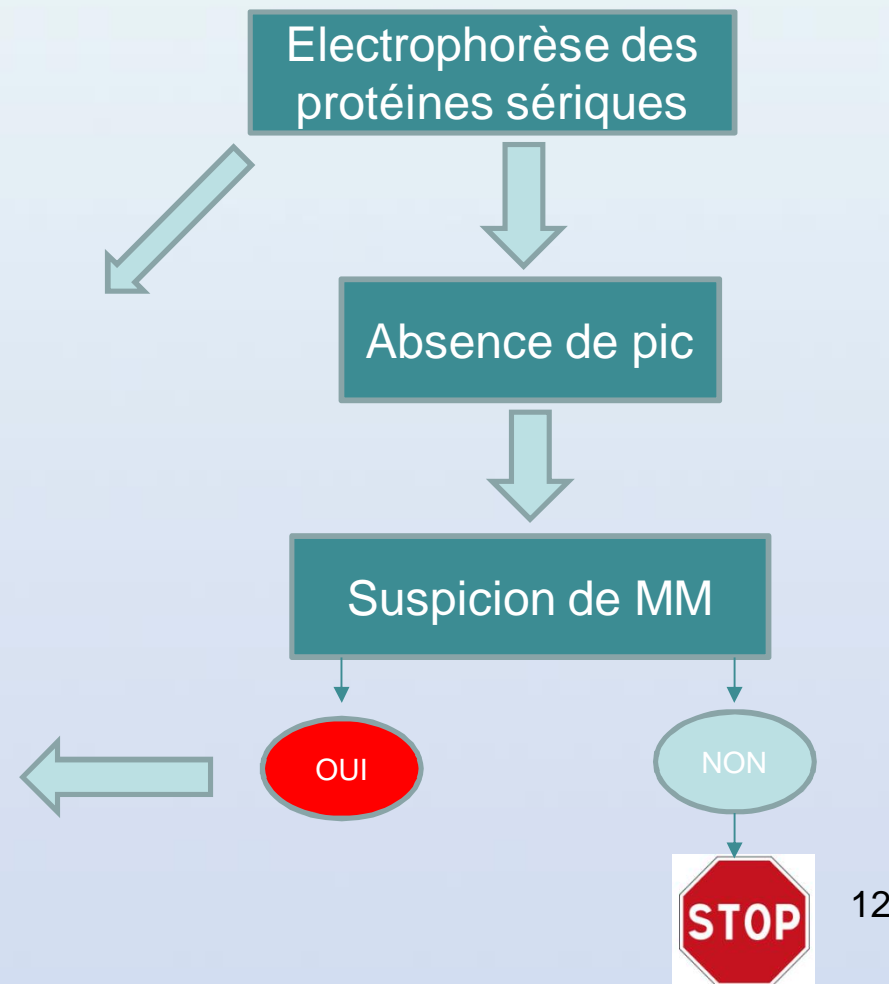 Electrophorèse des
protéines sériques
Absence de pic
Suspicion de MM
OUI
NON
STOP
12